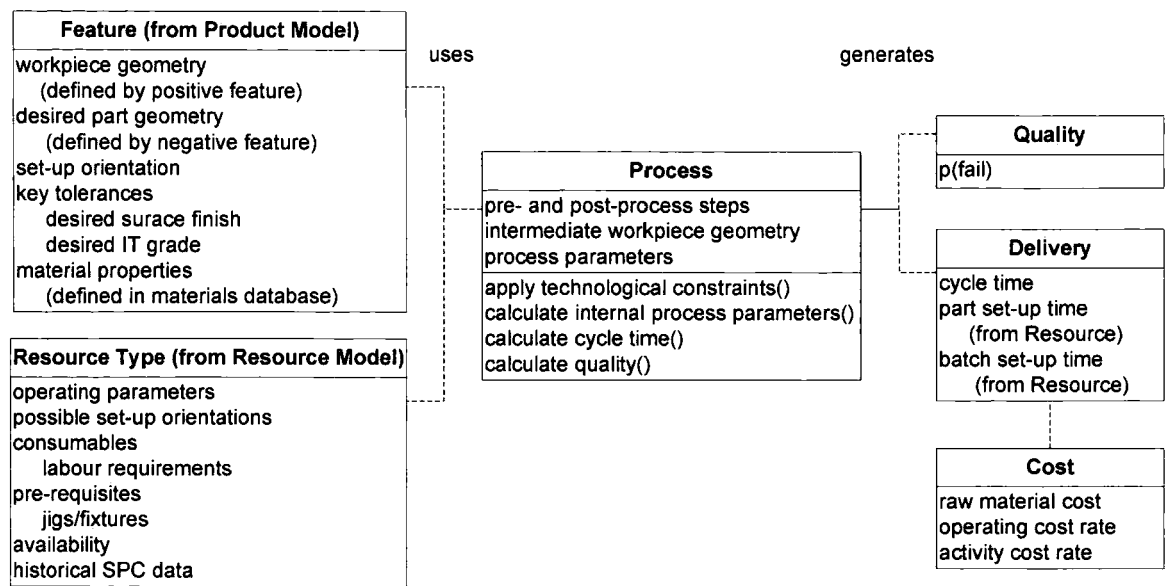 Feature (from Product Model)
workpiece geometry
(defined by positive feature)
desired part geometry
(defined by negative feature)
set-up orientation
key tolerances
desired surace finish
desired IT grade
material properties
(defined in materials database)
Resource Type (from Resource Model)
operating parameters
possible set-up orientations
consumables
labour requirements
pre-requisites
jigs/fixtures
availability
historical SPC data
uses
Process
pre- and post-process steps
intermediate workpiece geometry
process parameters
apply technological constraints()
calculate internal process parameters()
calculate cycle time()
calculate quality()
generates
Quality
p(fail)
Delivery
cycle time
part set-up time
(from Resource)
batch set-up time
(from Resource)
Cost
raw material cost
operating cost rate
activity cost rate